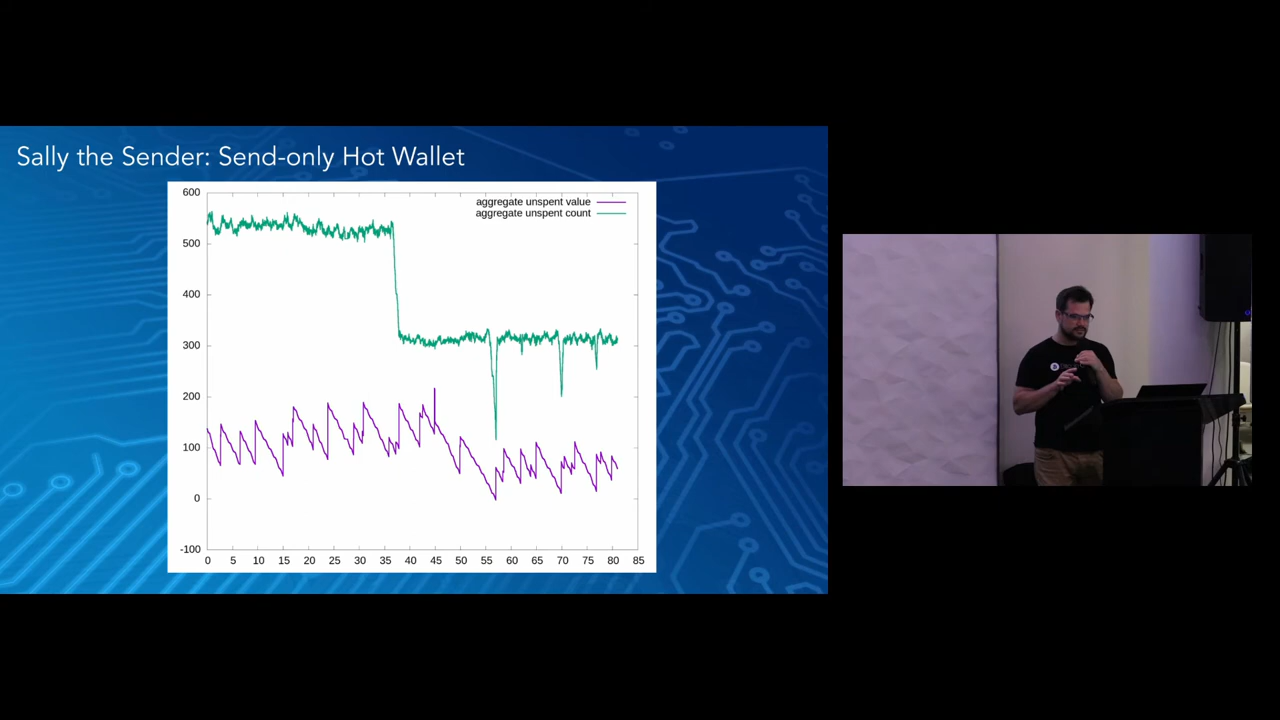 Sally the Sender: Send-only Hot Wallet
600
500
400
300
200
100
0
-100
aggregate unspent value
aggregate unspent count
0 5 10 15 20 25 30 35 40 45 50 55 60 65 70 75 80 85